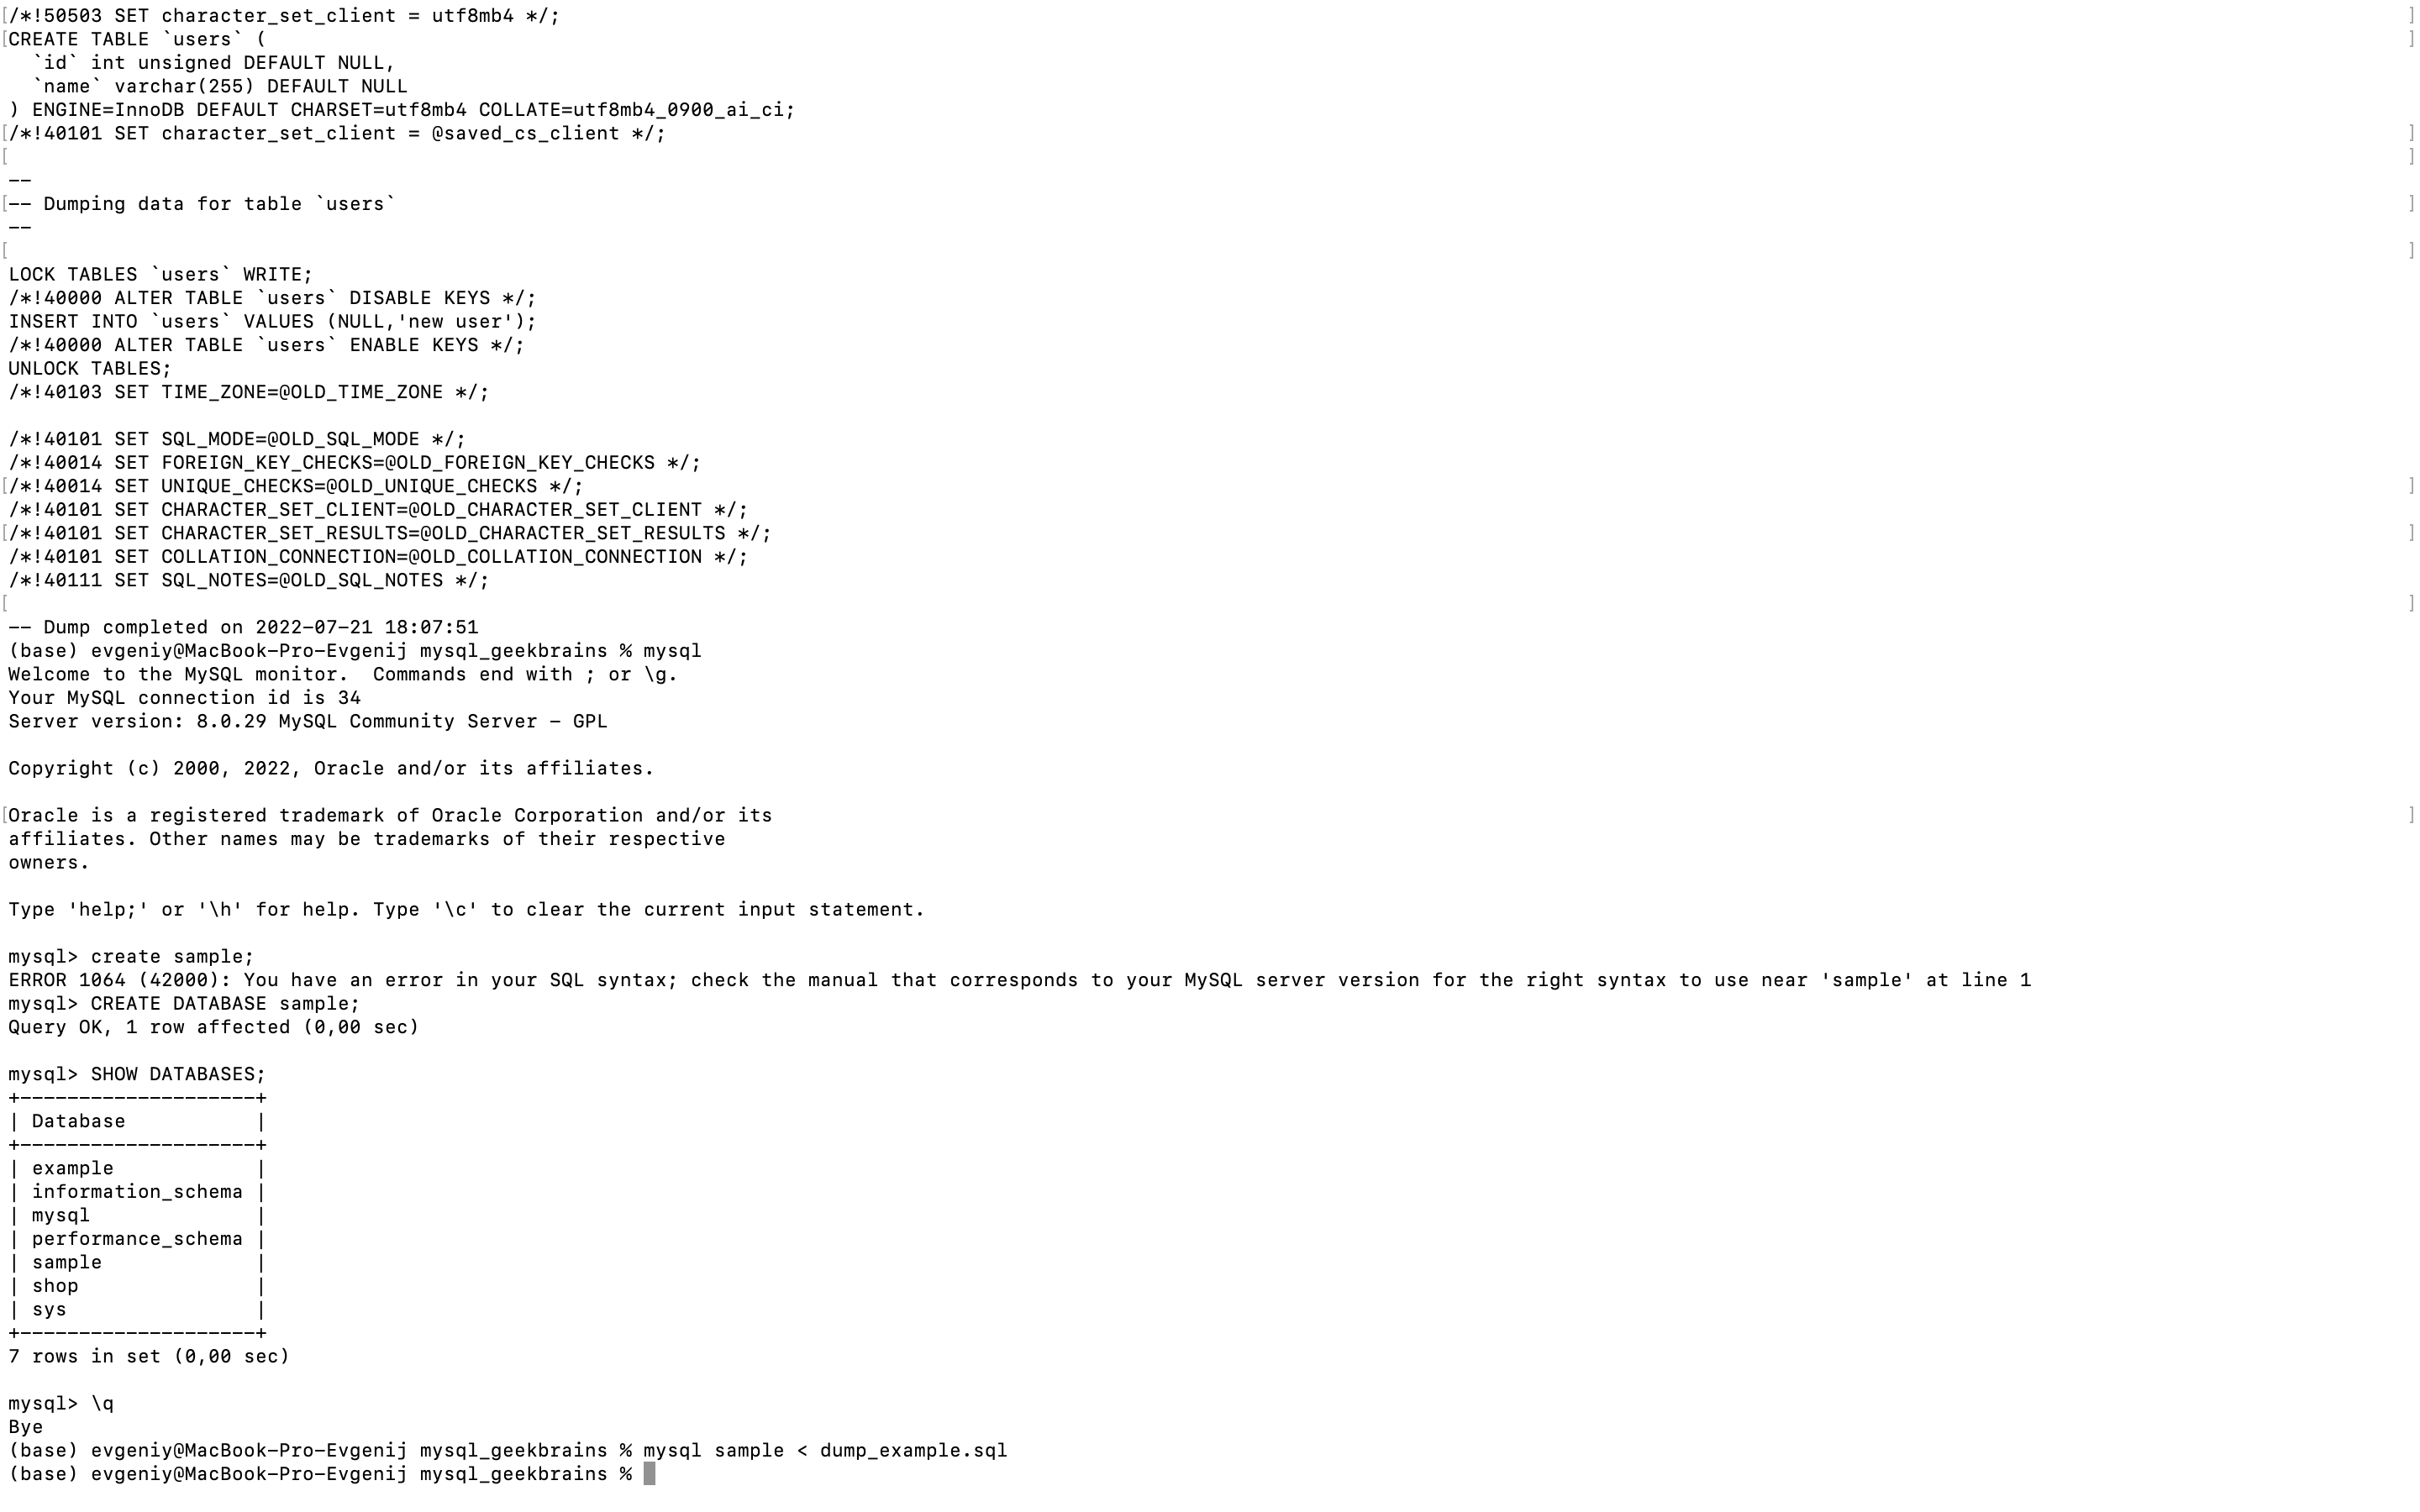 [/*!50503 SET character_set_client = utf8mb4 */; ]
[CREATE TABLE `users` ( ]
  `id` int unsigned DEFAULT NULL,
  `name` varchar(255) DEFAULT NULL
) ENGINE=InnoDB DEFAULT CHARSET=utf8mb4 COLLATE=utf8mb4_0900_ai_ci;
[/*!40101 SET character_set_client = @saved_cs_client */; ]
[ ]
--
[-- Dumping data for table `users` ]
--
[ ]
LOCK TABLES `users` WRITE;
/*!40000 ALTER TABLE `users` DISABLE KEYS */;
INSERT INTO `users` VALUES (NULL,'new user');
/*!40000 ALTER TABLE `users` ENABLE KEYS */;
UNLOCK TABLES;
/*!40103 SET TIME_ZONE=@OLD_TIME_ZONE */;

/*!40101 SET SQL_MODE=@OLD_SQL_MODE */;
/*!40014 SET FOREIGN_KEY_CHECKS=@OLD_FOREIGN_KEY_CHECKS */;
[/*!40014 SET UNIQUE_CHECKS=@OLD_UNIQUE_CHECKS */; ]
/*!40101 SET CHARACTER_SET_CLIENT=@OLD_CHARACTER_SET_CLIENT */;
[/*!40101 SET CHARACTER_SET_RESULTS=@OLD_CHARACTER_SET_RESULTS */; ]
/*!40101 SET COLLATION_CONNECTION=@OLD_COLLATION_CONNECTION */;
/*!40111 SET SQL_NOTES=@OLD_SQL_NOTES */;
[ ]
-- Dump completed on 2022-07-21 18:07:51
(base) evgeniy@MacBook-Pro-Evgenij mysql_geekbrains % mysql
Welcome to the MySQL monitor.  Commands end with ; or \g.
Your MySQL connection id is 34
Server version: 8.0.29 MySQL Community Server - GPL

Copyright (c) 2000, 2022, Oracle and/or its affiliates.

[Oracle is a registered trademark of Oracle Corporation and/or its ]
affiliates. Other names may be trademarks of their respective
owners.

Type 'help;' or '\h' for help. Type '\c' to clear the current input statement.

mysql> create sample;
ERROR 1064 (42000): You have an error in your SQL syntax; check the manual that corresponds to your MySQL server version for the right syntax to use near 'sample' at line 1
mysql> CREATE DATABASE sample;
Query OK, 1 row affected (0,00 sec)

mysql> SHOW DATABASES;
+--------------------+
| Database           |
+--------------------+
| example            |
| information_schema |
| mysql              |
| performance_schema |
| sample             |
| shop               |
| sys                |
+--------------------+
7 rows in set (0,00 sec)

mysql> \q
Bye
(base) evgeniy@MacBook-Pro-Evgenij mysql_geekbrains % mysql sample < dump_example.sql
(base) evgeniy@MacBook-Pro-Evgenij mysql_geekbrains %